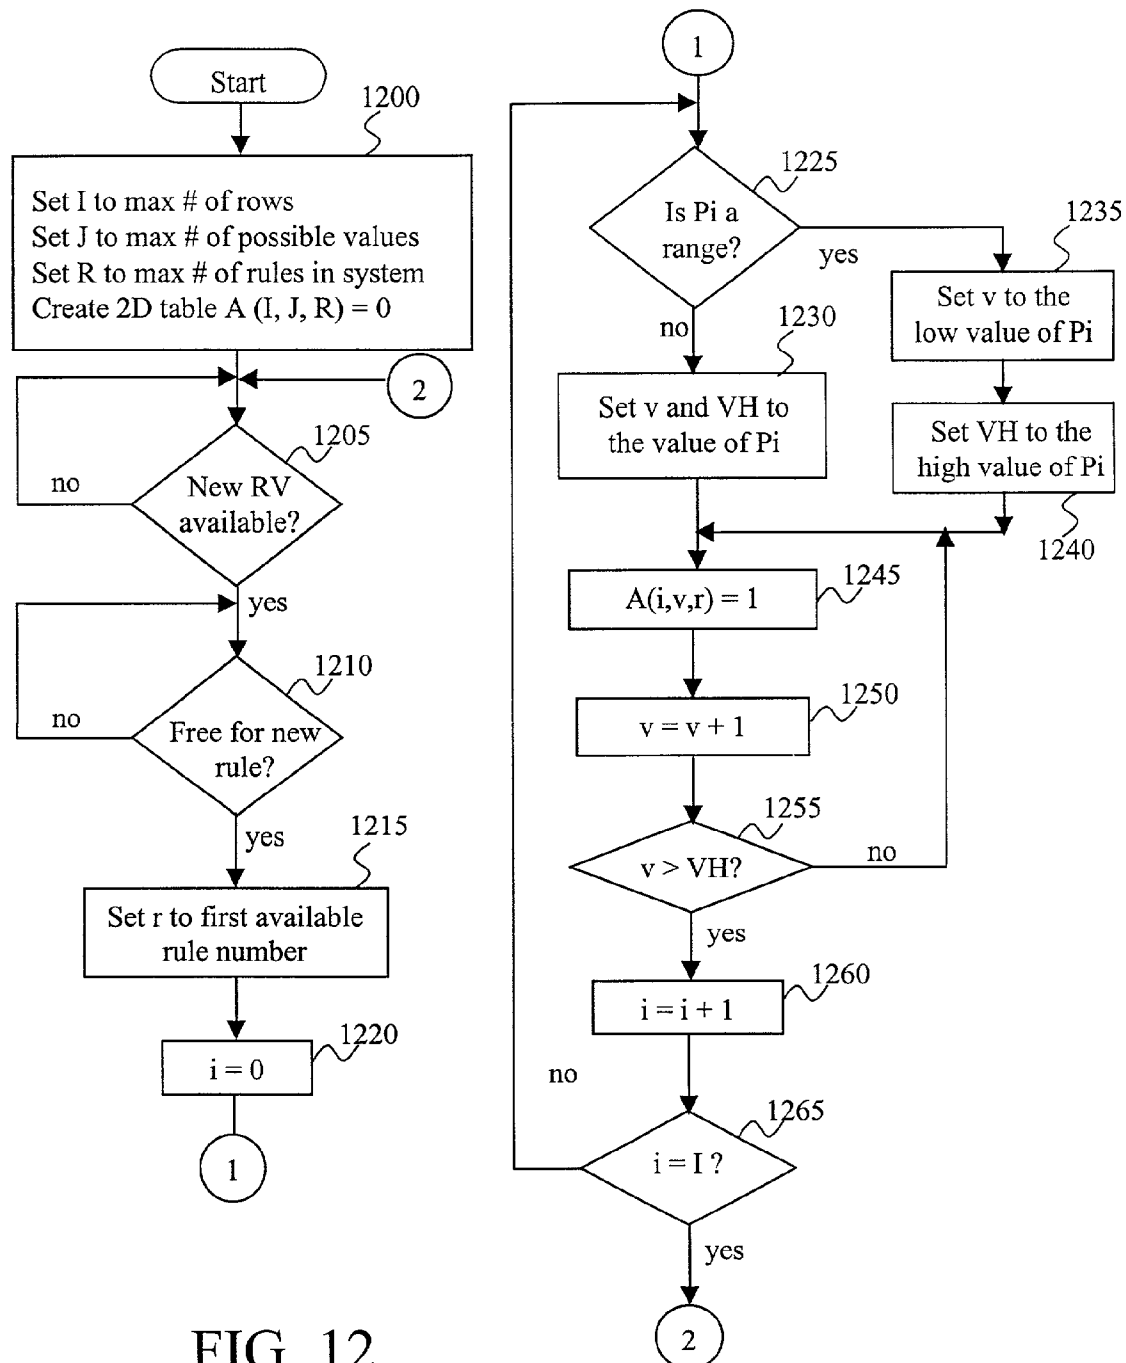 Start
1200
Set I to max # of rows
Set J to max # of possible values
Set R to max # of rules in system
Create 2D table A (I, J, R) = 0
2
1205
New RV
available?
no
yes
1210
Free for new
rule?
no
yes
1215
Set r to first available
rule number
1220
i = 0
1
1
1225
Is Pi a
range?
yes
no
1235
Set v to the
low value of Pi
1230
Set v and VH to
the value of Pi
Set VH to the
high value of Pi
1240
1245
A(i,v,r) = 1
1250
v = v + 1
1255
v > VH?
no
yes
1260
i = i + 1
no
1265
i = I ?
yes
2
FIG. 12